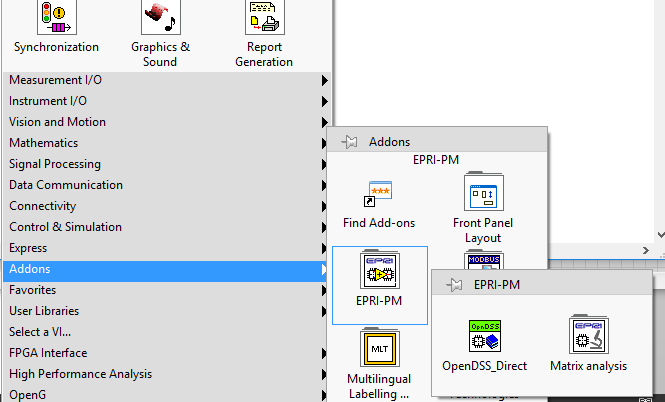 Synchronization
Graphics &
Sound
Report
Generation
Measurement I/O
Instrument I/O
Vision and Motion
Mathematics
Signal Processing
Data Communication
Connectivity
Control & Simulation
Express
Addons
Favorites
User Libraries
Select a VI...
FPGA Interface
High Performance Analysis
OpenG
Addons
EPRI-PM
Find Add-ons
Front Panel
Layout
EPRI
EPRI-PM
MODBUS
MLT
Multilingual
Labelling ...
EPRI-PM
OpnDSS
OpenDSS_Direct
EPRI
Matrix analysis